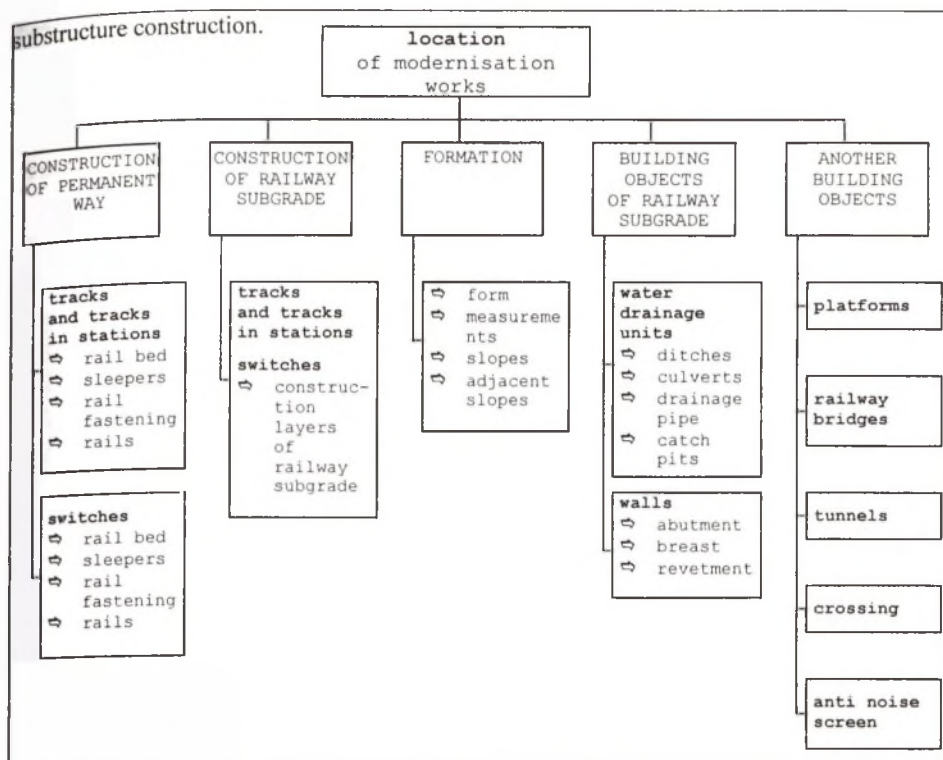 substructure construction.
location
of modernisation
works
CONSTRUCTION
OF PERMANENT
WAY
CONSTRUCTION
OF RAILWAY
SUBGRADE
FORMATION
BUILDING
OBJECTS
OF RAILWAY
SUBGRADE
ANOTHER
BUILDING
OBJECTS
tracks
and tracks
in stations
⇨ rail bed
⇨ sleepers
⇨ rail
fastening
⇨ rails
switches
⇨ rail bed
⇨ sleepers
⇨ rail
fastening
⇨ rails
tracks
and tracks
in stations
switches
⇨ construc-
tion
layers
of
railway
subgrade
⇨ form
⇨ measureme
nts
⇨ slopes
⇨ adjacent
slopes
water
drainage
units
⇨ ditches
⇨ culverts
⇨ drainage
pipe
⇨ catch
pits
walls
⇨ abutment
⇨ breast
⇨ revetment
platforms
railway
bridges
tunnels
crossing
anti noise
screen